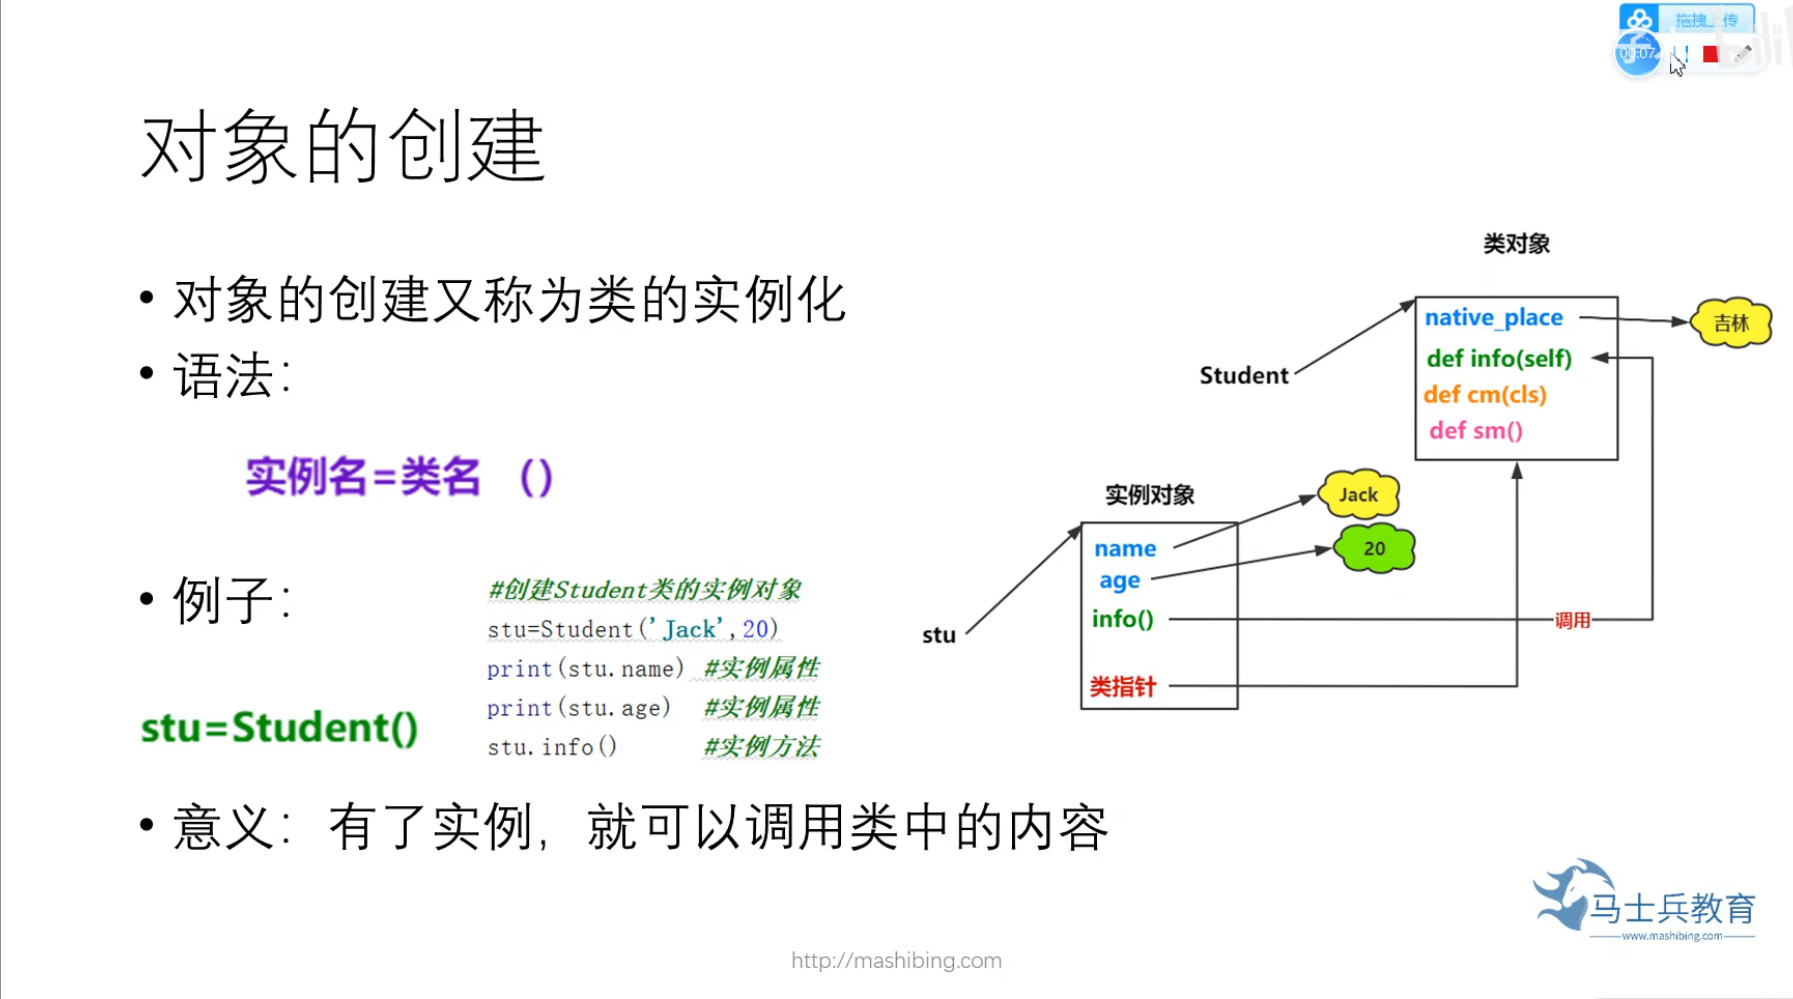 拖拽上传
00:07
对象的创建
• 对象的创建又称为类的实例化
• 语法：
实例名=类名 ()
• 例子：
#创建Student类的实例对象
stu=Student('Jack',20)
print(stu.name) #实例属性
print(stu.age) #实例属性
stu.info() #实例方法
stu=Student()
• 意义：有了实例，就可以调用类中的内容
类对象
Student
native_place
吉林
def info(self)
def cm(cls)
def sm()
实例对象
Jack
20
stu
name
age
info()
调用
类指针
马士兵教育
www.mashibing.com
http://mashibing.com